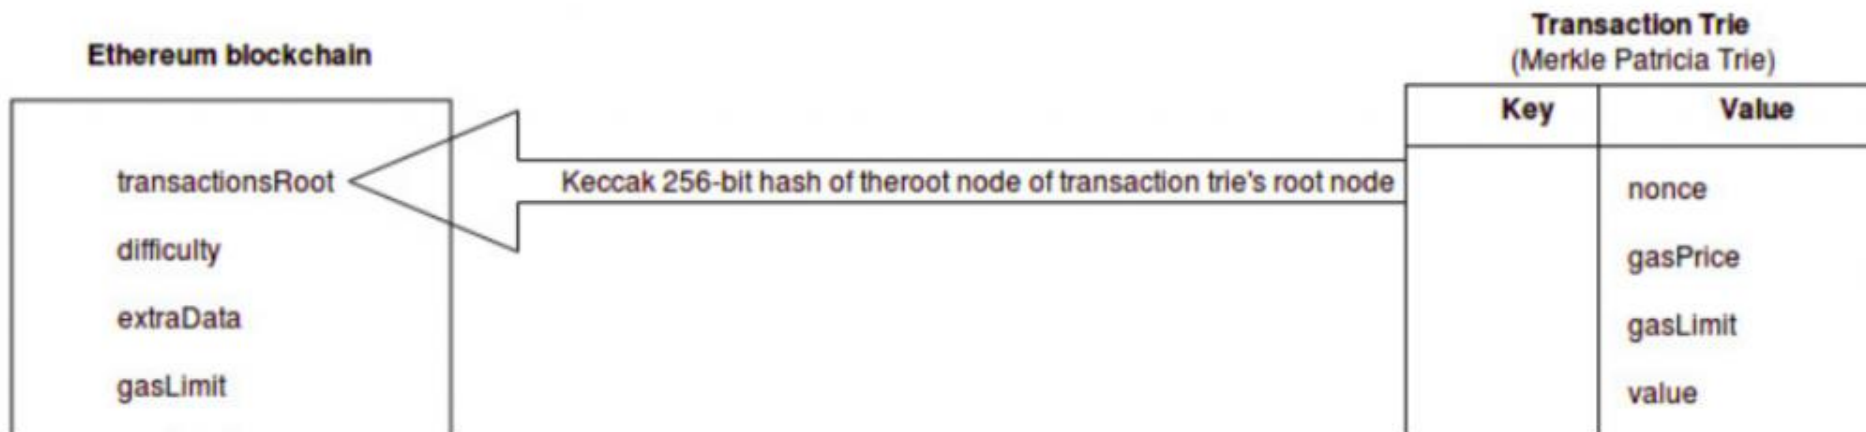 Ethereum blockchain
transactionsRoot
difficulty
extraData
gasLimit
Keccak 256-bit hash of theroot node of transaction trie's root node
Transaction Trie
(Merkle Patricia Trie)
Key Value
nonce
gasPrice
gasLimit
value